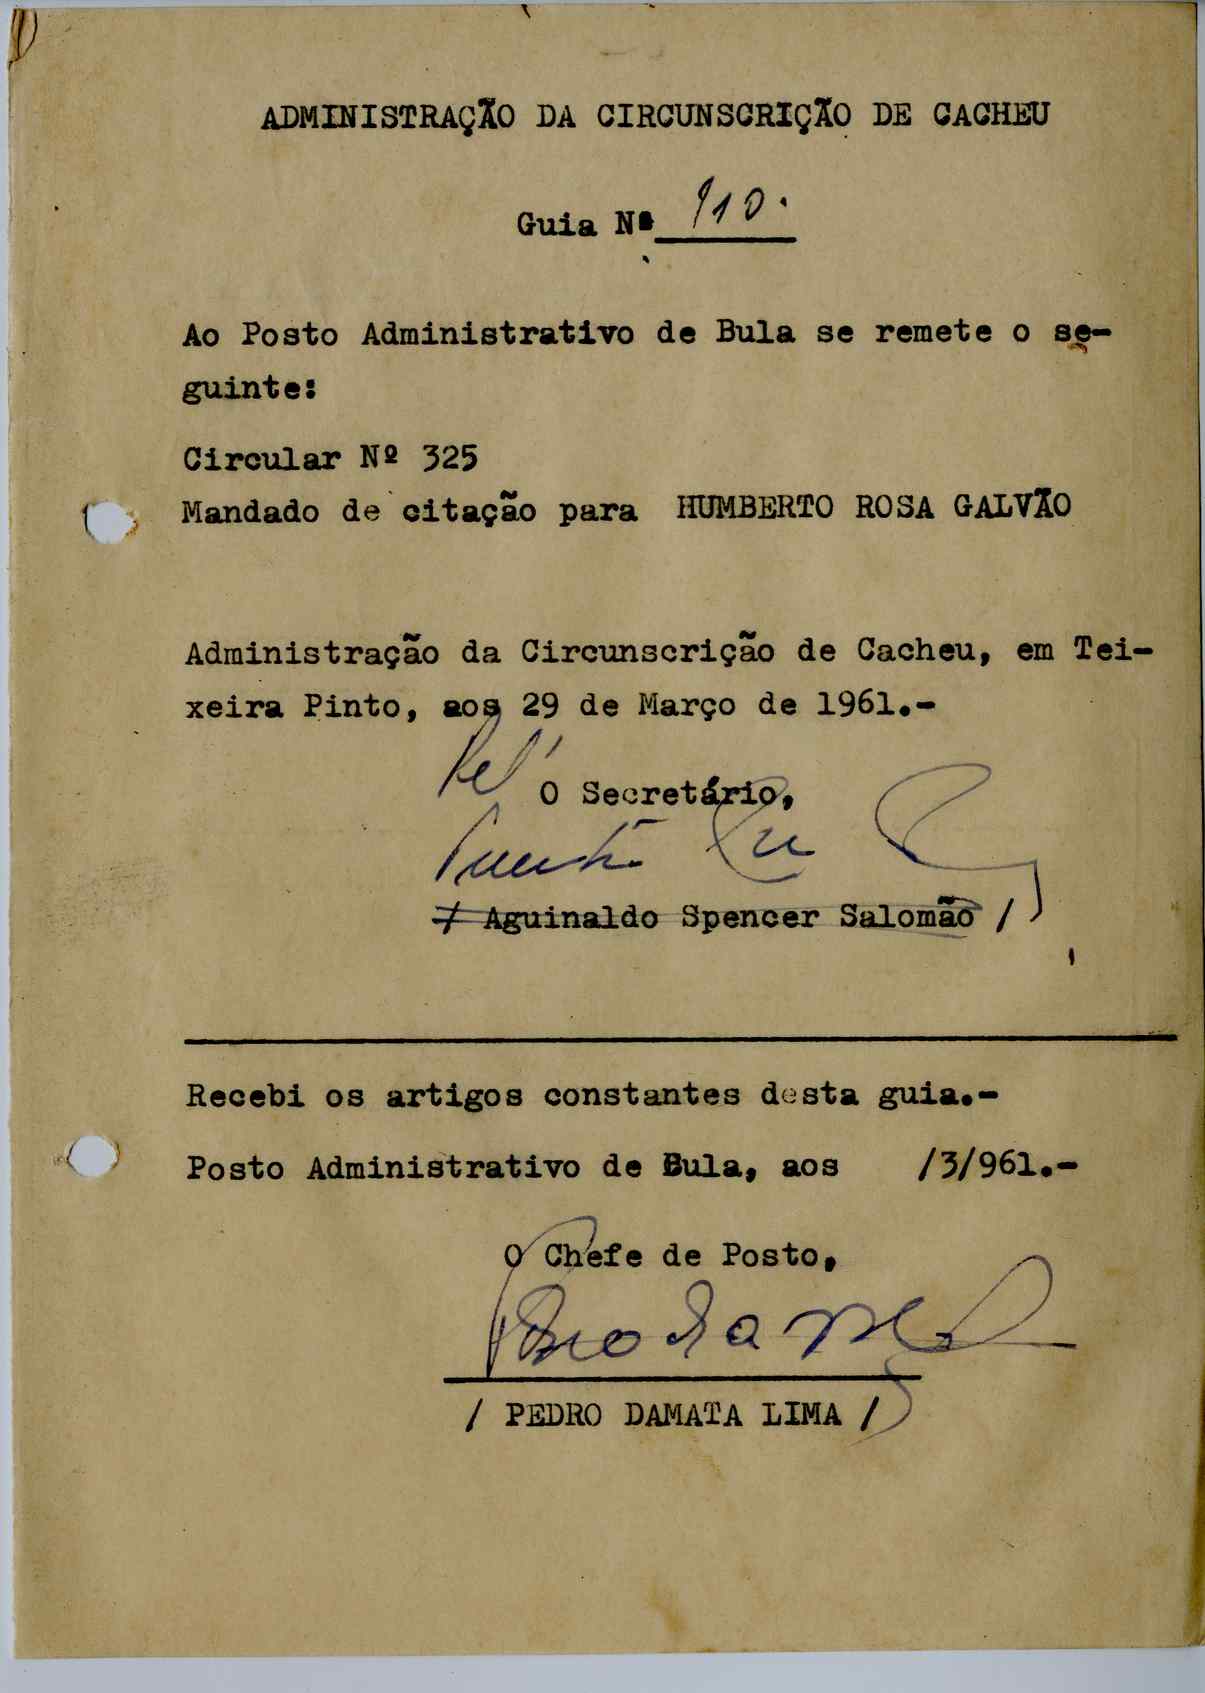 ADMINISTRAÇÃO DA CIRCUNSCRIÇÃO DE CACHEU
Guia Nº 910.
Ao Posto Administrativo de Bula se remete o se-
guinte:
Circular Nº 325
Mandado de citação para HUMBERTO ROSA GALVÃO
Administração da Circunscrição de Cacheu, em Tei-
xeira Pinto, aos 29 de Março de 1961.-
Pel'
O Secretário,
/ Aguinaldo Spencer Salomão /
Recebi os artigos constantes desta guia.-
Posto Administrativo de Bula, aos /3/961.-
O Chefe de Posto,
/ PEDRO DAMATA LIMA /